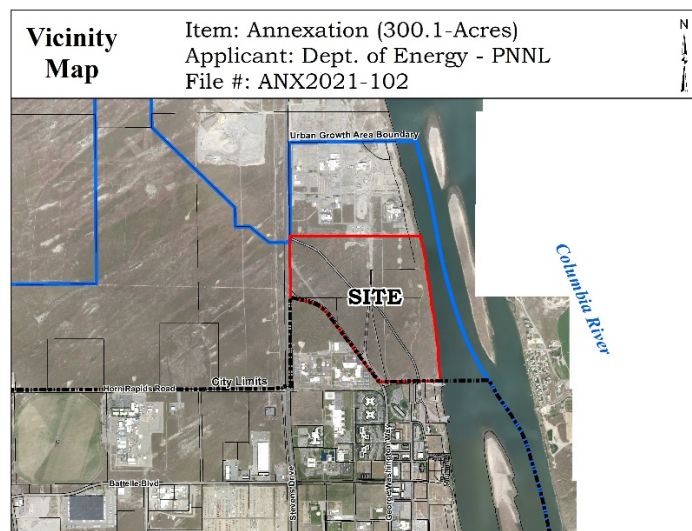 Vicinity
Map
Item: Annexation (300.1-Acres)
Applicant: Dept. of Energy - PNNL
File #: ANX2021-102
N
Urban Growth Area Boundary
Columbia River
SITE
City Limits
Horn Rapids Road
Battelle Blvd
Stevens Drive
George Washington Way